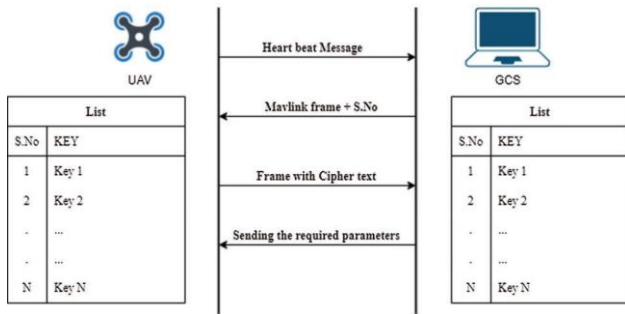 Heart beat Message
UAV
GCS
Mavlink frame + S.No
List
S.No KEY
1 Key 1
2 Key 2
. ...
. ...
N Key N
Frame with Cipher text
Sending the required parameters
List
S.No KEY
1 Key 1
2 Key 2
. ...
. ...
N Key N